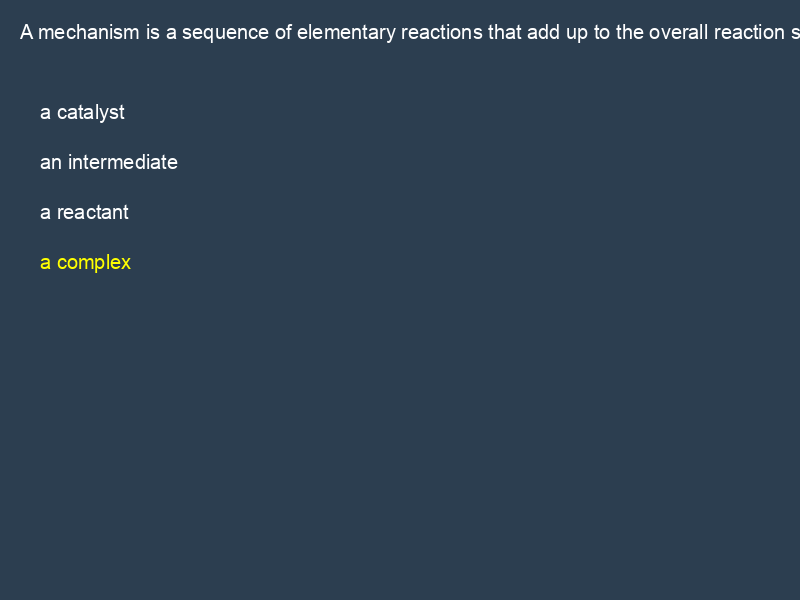 A mechanism is a sequence of elementary reactions that add up to the overall reaction
a catalyst
an intermediate
a reactant
a complex